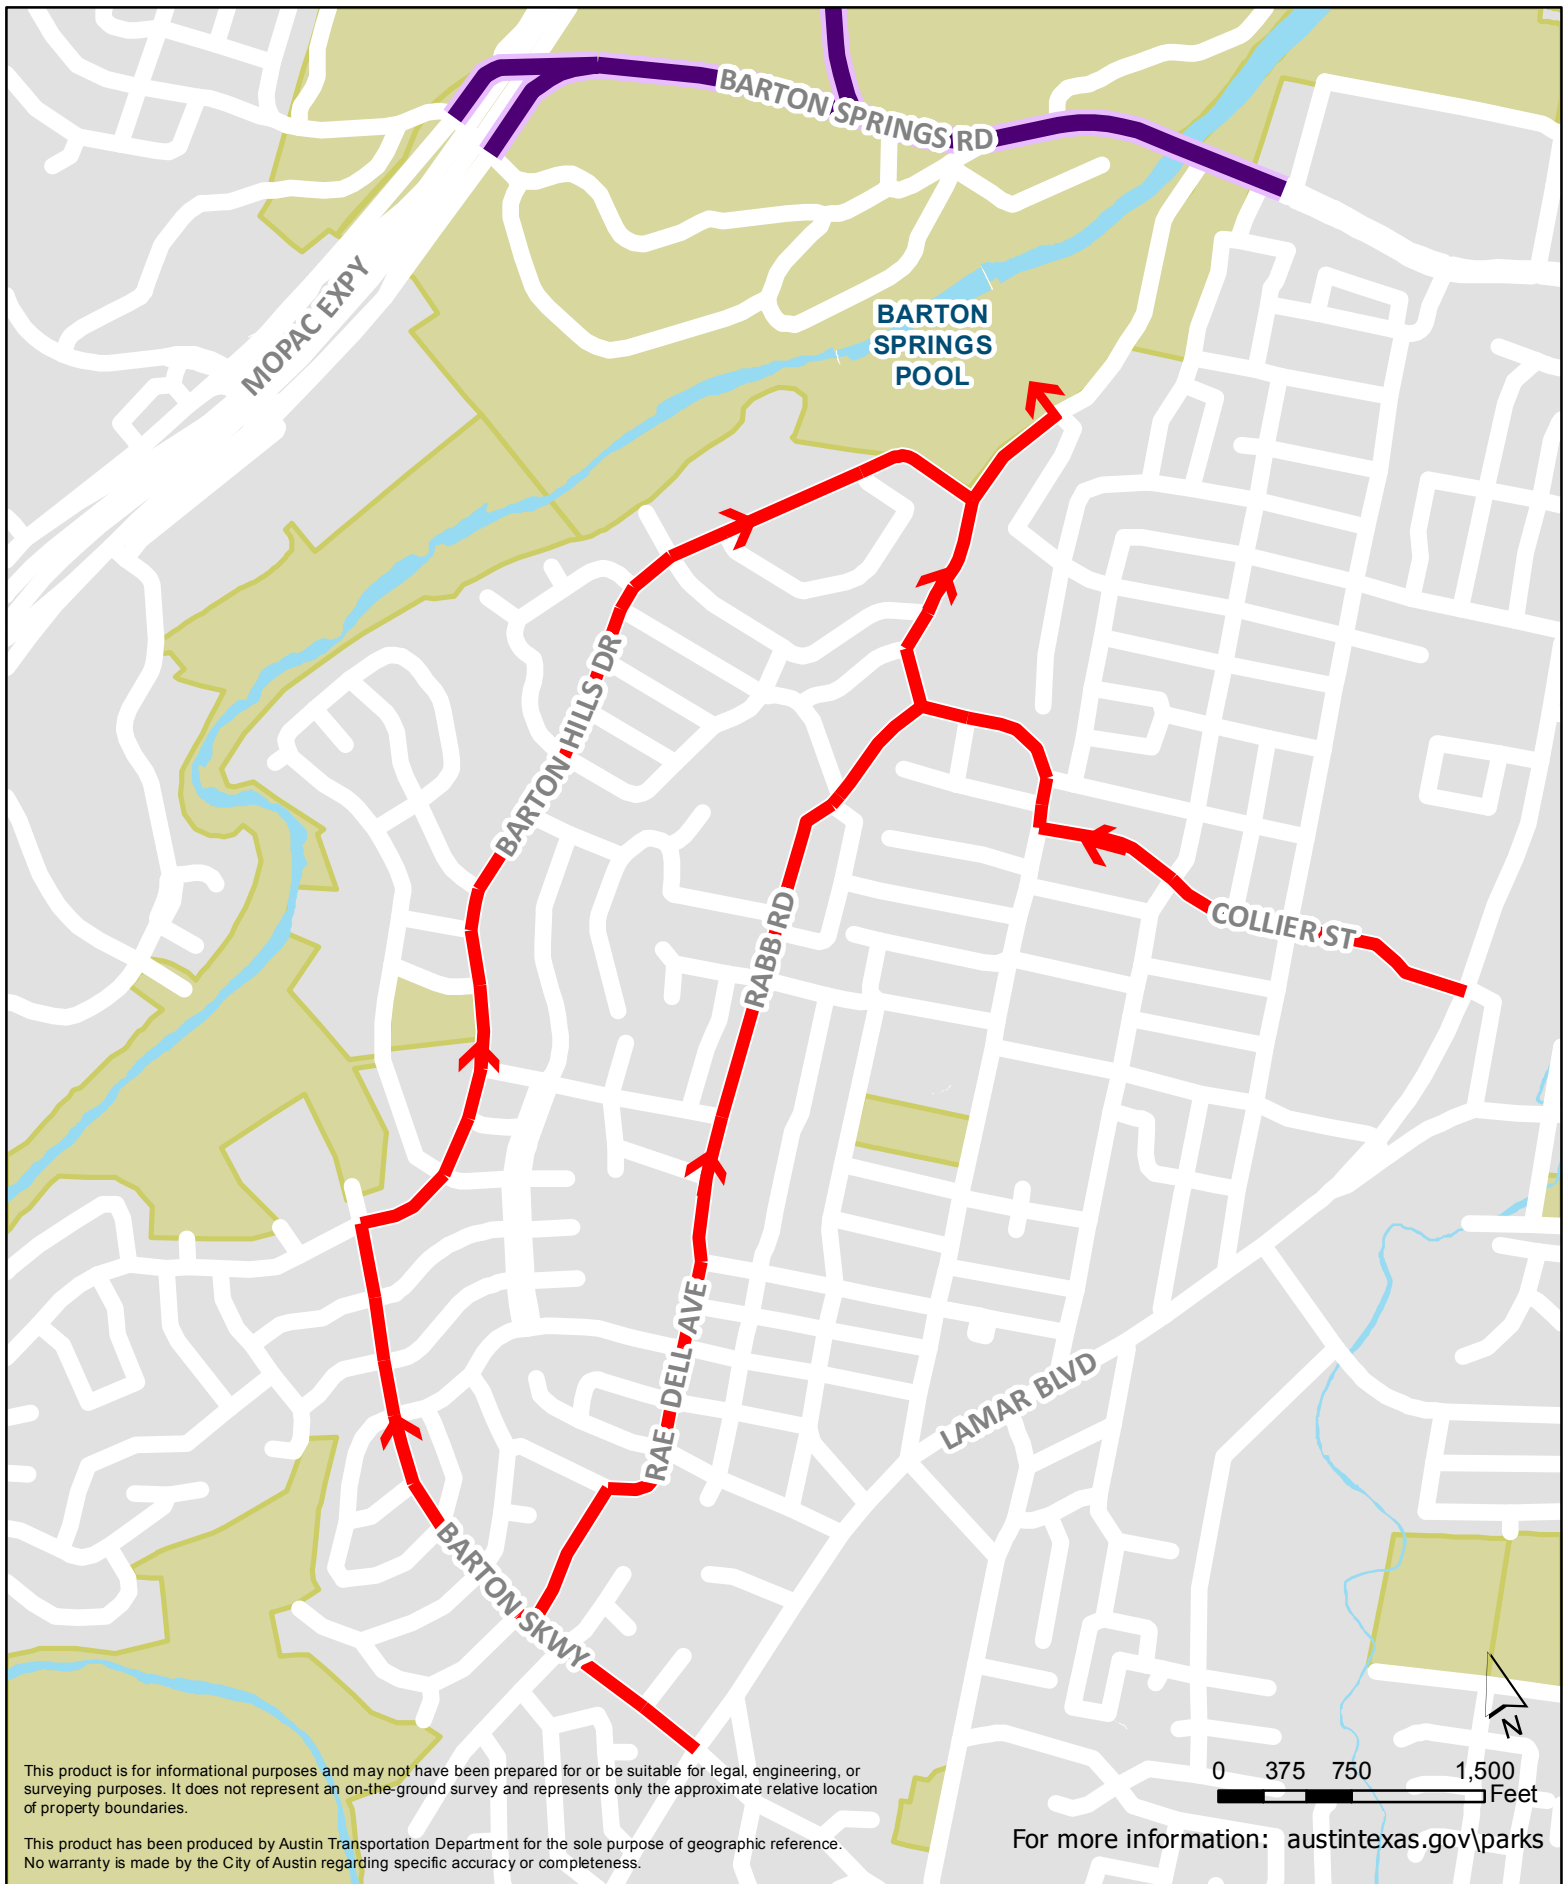 BARTON SPRINGS RD
MOPAC EXPY
BARTON
SPRINGS
POOL
BARTON HILLS DR
RABB RD
COLLIER ST
RAE DELL AVE
LAMAR BLVD
BARTON SKWY
N
0 375 750 1,500
Feet
This product is for informational purposes and may not have been prepared for or be suitable for legal, engineering, or
surveying purposes. It does not represent an on-the-ground survey and represents only the approximate relative location
of property boundaries.
This product has been produced by Austin Transportation Department for the sole purpose of geographic reference.
No warranty is made by the City of Austin regarding specific accuracy or completeness.
For more information: austintexas.gov\parks